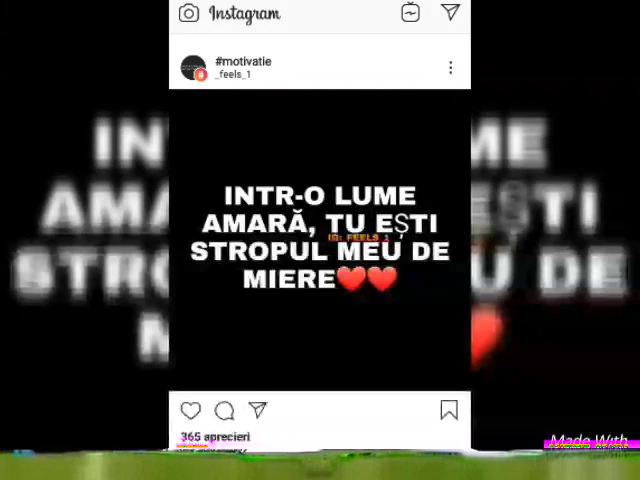 Instagram
#motivatie
_feels_1
INTR-O LUME
AMARĂ, TU EȘTI
IG: FEELS_1
STROPUL MEU DE
MIERE❤️❤️
365 aprecieri
Made With